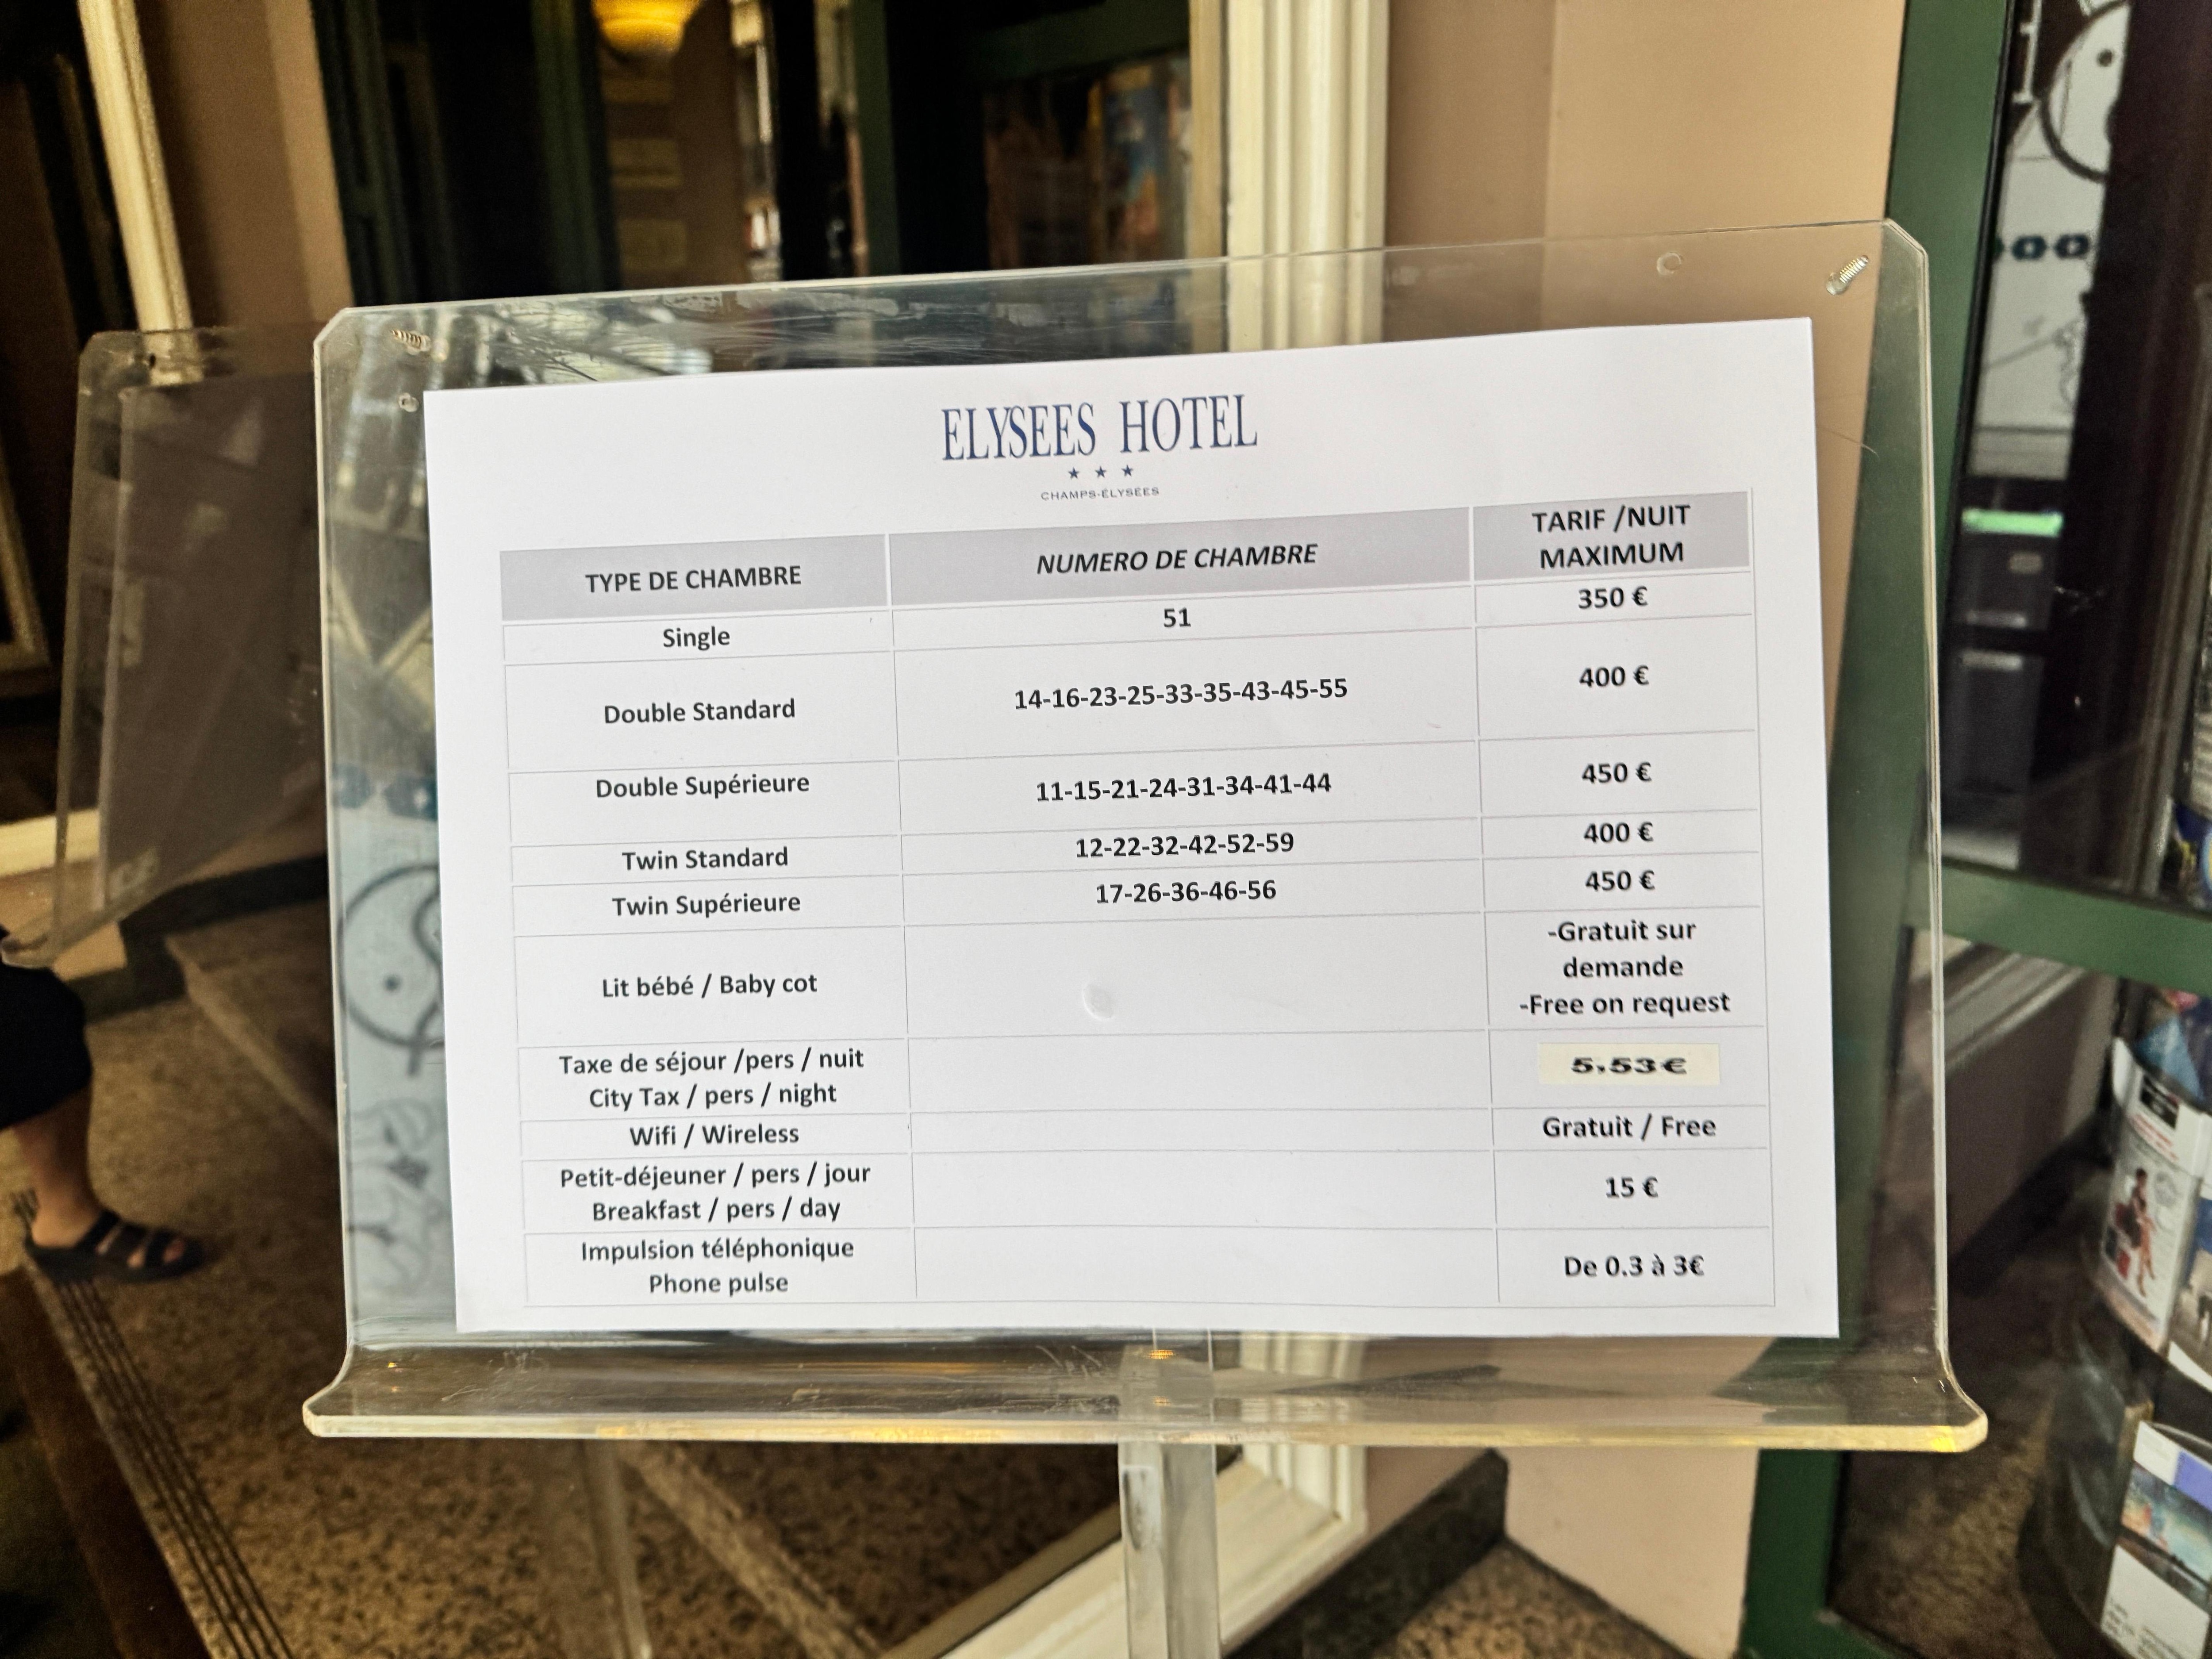 ELYSEES HOTEL
★ ★ ★
CHAMPS-ÉLYSÉES
TYPE DE CHAMBRE NUMERO DE CHAMBRE TARIF /NUIT
MAXIMUM
Single 51 350 €
Double Standard 14-16-23-25-33-35-43-45-55 400 €
Double Supérieure 11-15-21-24-31-34-41-44 450 €
Twin Standard 12-22-32-42-52-59 400 €
Twin Supérieure 17-26-36-46-56 450 €
Lit bébé / Baby cot -Gratuit sur
demande
-Free on request
Taxe de séjour /pers / nuit
City Tax / pers / night 5.53€
Wifi / Wireless Gratuit / Free
Petit-déjeuner / pers / jour
Breakfast / pers / day 15 €
Impulsion téléphonique
Phone pulse De 0.3 à 3€